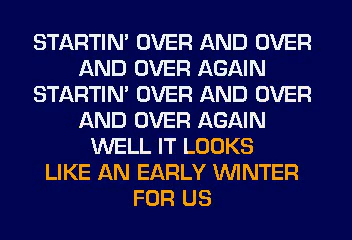 STARTIN' OVER AND OVER
AND OVER AGAIN
STARTIN' OVER AND OVER
AND OVER AGAIN
WELL IT LOOKS
LIKE AN EARLY WINTER
FOR US